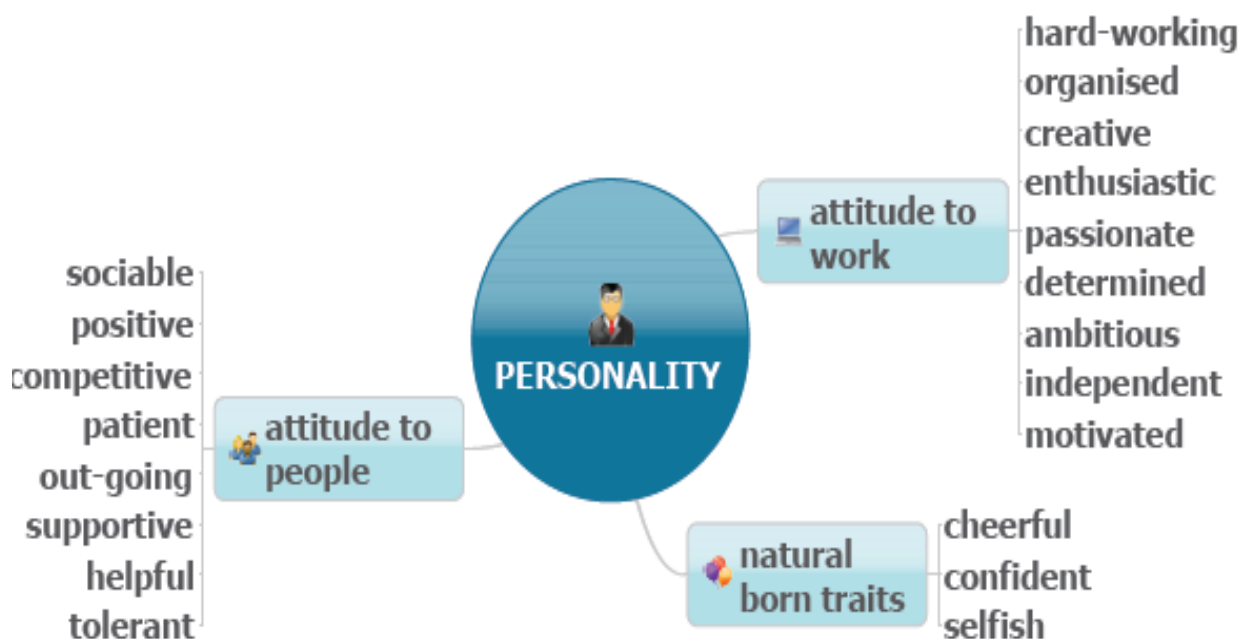 PERSONALITY
attitude to
work
hard-working
organised
creative
enthusiastic
passionate
determined
ambitious
independent
motivated
attitude to
people
sociable
positive
competitive
patient
out-going
supportive
helpful
tolerant
natural
born traits
cheerful
confident
selfish